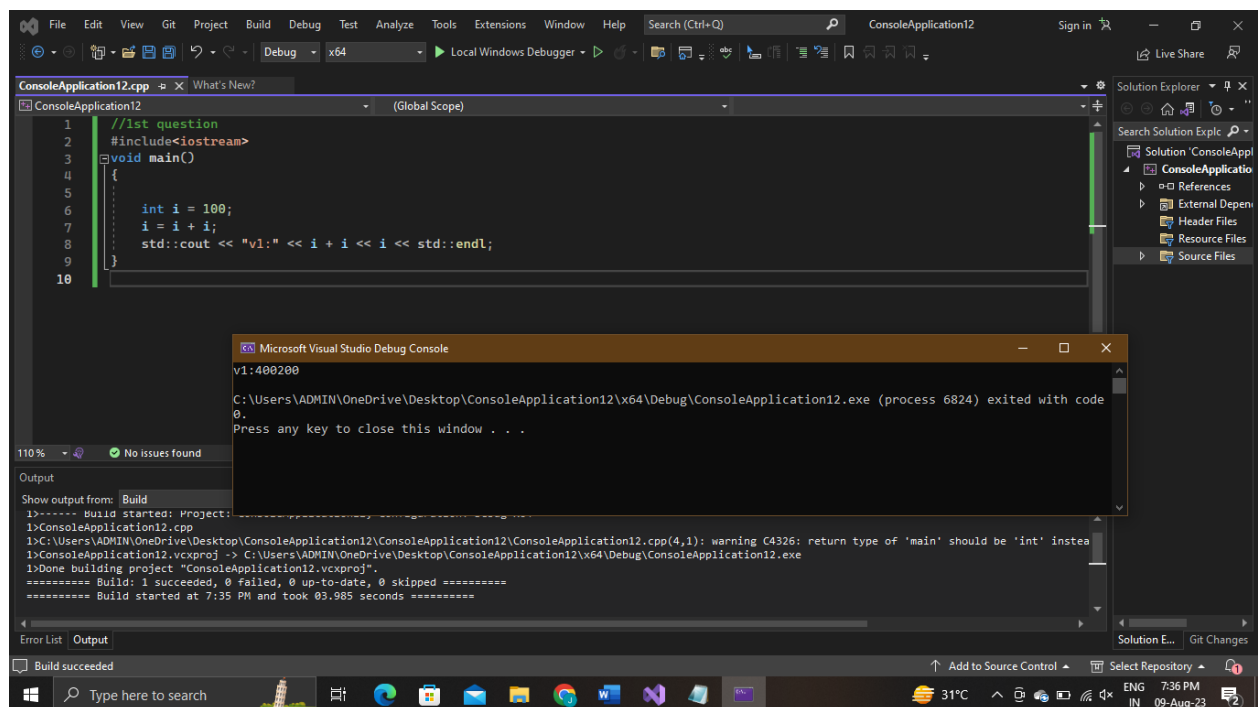 File Edit View Git Project Build Debug Test Analyze Tools Extensions Window Help Search (Ctrl+Q) ConsoleApplication12 Sign in
Debug x64 Local Windows Debugger Live Share
ConsoleApplication12.cpp What's New? Solution Explorer
ConsoleApplication12 (Global Scope)
Search Solution Explc
1 //1st question
2 #include<iostream>
3 void main()
4 {
5
6 int i = 100;
7 i = i + i;
8 std::cout << "v1:" << i + i << i << std::endl;
9 }
10
Solution 'ConsoleAppl
ConsoleApplicatio
References
External Depen
Header Files
Resource Files
Source Files
Microsoft Visual Studio Debug Console
v1:400200
C:\Users\ADMIN\OneDrive\Desktop\ConsoleApplication12\x64\Debug\ConsoleApplication12.exe (process 6824) exited with code
0.
Press any key to close this window . . .
110 % No issues found
Output
Show output from: Build
1>------ Build started: Project:
1>ConsoleApplication12.cpp
1>C:\Users\ADMIN\OneDrive\Desktop\ConsoleApplication12\ConsoleApplication12\ConsoleApplication12.cpp(4,1): warning C4326: return type of 'main' should be 'int' instea
1>ConsoleApplication12.vcxproj -> C:\Users\ADMIN\OneDrive\Desktop\ConsoleApplication12\x64\Debug\ConsoleApplication12.exe
1>Done building project "ConsoleApplication12.vcxproj".
========== Build: 1 succeeded, 0 failed, 0 up-to-date, 0 skipped ==========
========== Build started at 7:35 PM and took 03.985 seconds ==========
Error List Output Solution E... Git Changes
Build succeeded Add to Source Control Select Repository 1
Type here to search 31°C ENG 7:36 PM
IN 09-Aug-23 2